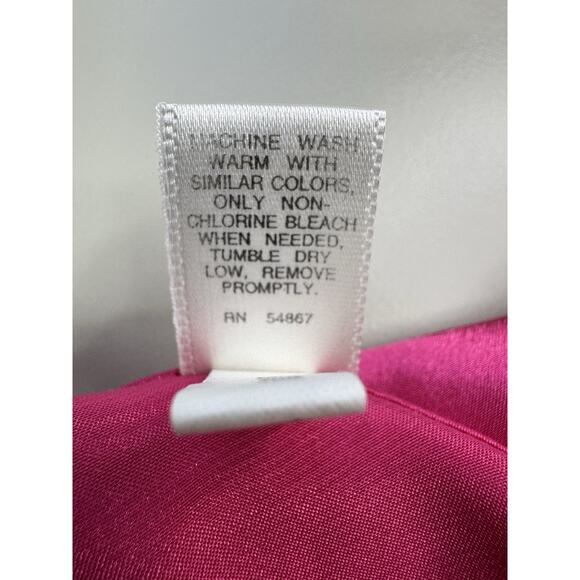 MACHINE WASH
WARM WITH
SIMILAR COLORS,
ONLY NON-
CHLORINE BLEACH
WHEN NEEDED,
TUMBLE DRY
LOW, REMOVE
PROMPTLY.
RN 54867